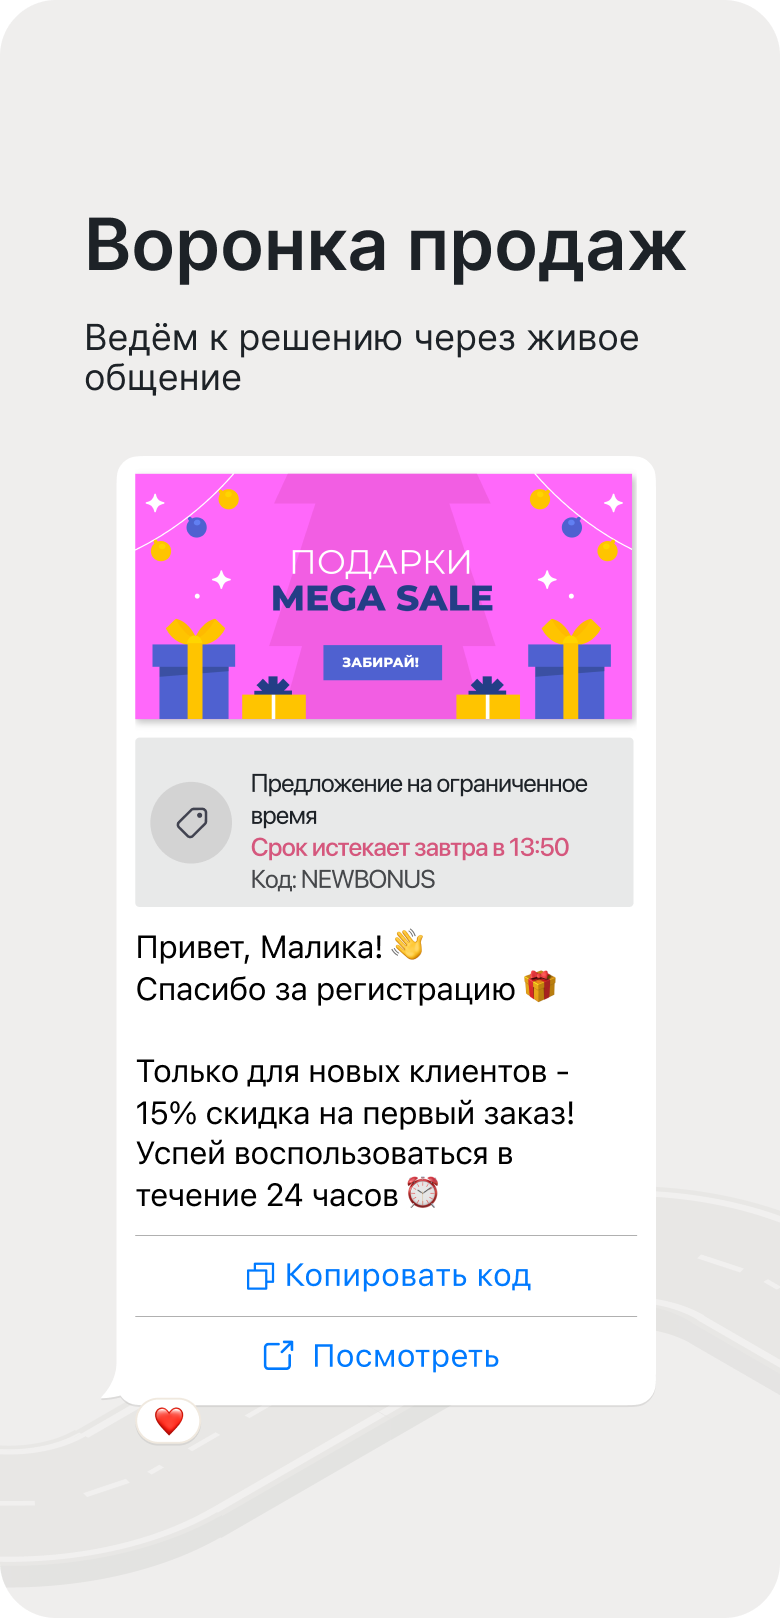 Воронка продаж
Ведём к решению через живое
общение
ПОДАРКИ
MEGA SALE
ЗАБИРАЙ!
Предложение на ограниченное
время
Срок истекает завтра в 13:50
Код: NEWBONUS
Привет, Малика! 👋
Спасибо за регистрацию 🎁
Только для новых клиентов -
15% скидка на первый заказ!
Успей воспользоваться в
течение 24 часов ⏰
Копировать код
Посмотреть